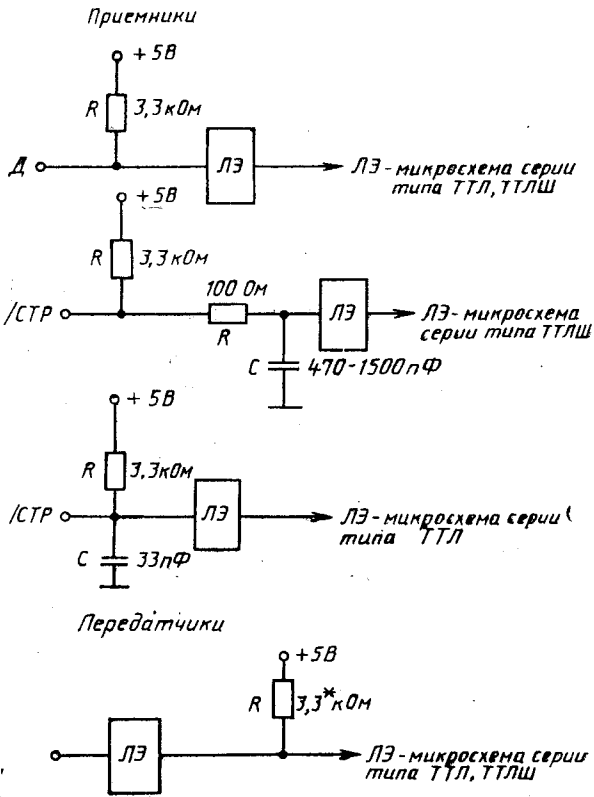 Приемники
+5В
R 3,3кОм
Д ЛЭ ЛЭ-микросхема серии
типа ТТЛ, ТТЛШ
+5В
R 3,3кОм
100 Ом
/СТР ЛЭ ЛЭ-микросхема
серии типа ТТЛШ
R
С 470-1500пФ
+5В
R 3,3кОм
/СТР ЛЭ ЛЭ-микросхема серии
типа ТТЛ
С 33пФ
Передатчики
+5В
R 3,3*кОм
ЛЭ ЛЭ-микросхема серии
типа ТТЛ, ТТЛШ